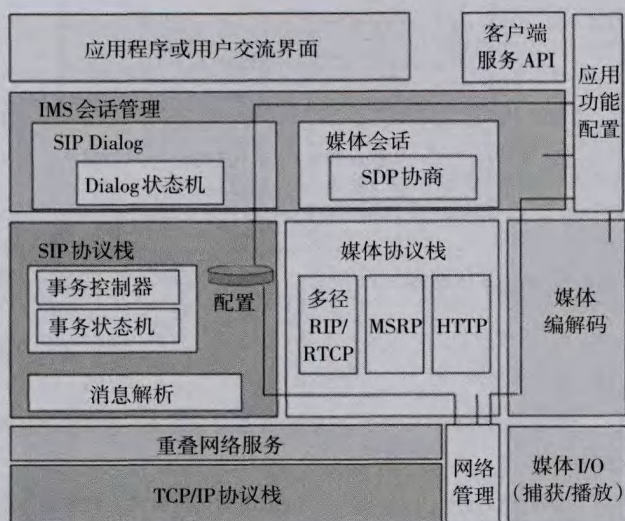 应用程序或用户交流界面
客户端
服务API
应用
功能
配置
IMS会话管理
SIP Dialog
Dialog状态机
媒体会话
SDP协商
SIP协议栈
事务控制器
事务状态机
配置
消息解析
媒体协议栈
多径
RIP/
RTCP
MSRP
HTTP
媒体
编解码
重叠网络服务
TCP/IP协议栈
网络
管理
媒体I/O
(捕获/播放)